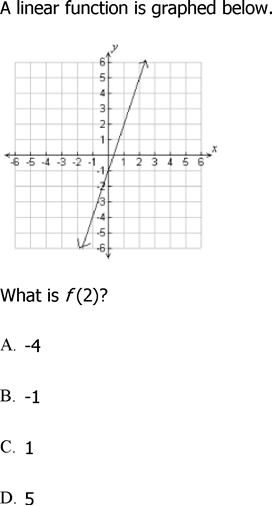 A linear function is graphed below.
y
6
5
4
3
2
1
x
-6 -5 -4 -3 -2 -1 1 2 3 4 5 6
-1
-2
-3
-4
-5
-6
What is f(2)?
A. -4
B. -1
C. 1
D. 5